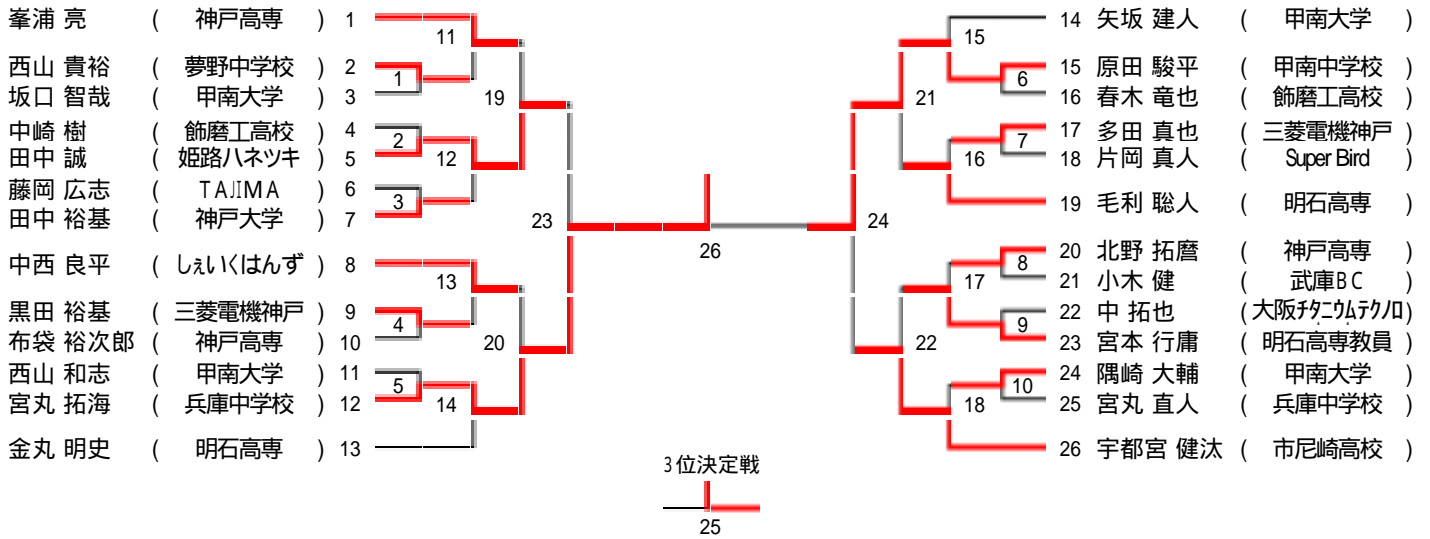 峯浦 亮 ( 神戸高専 ) 1
西山 貴裕 ( 夢野中学校 ) 2
坂口 智哉 ( 甲南大学 ) 3
中崎 樹 ( 飾磨工高校 ) 4
田中 誠 ( 姫路ハネツキ ) 5
藤岡 広志 ( TAJIMA ) 6
田中 裕基 ( 神戸大学 ) 7
中西 良平 ( しぇいくはんず ) 8
黒田 裕基 ( 三菱電機神戸 ) 9
布袋 裕次郎 ( 神戸高専 ) 10
西山 和志 ( 甲南大学 ) 11
宮丸 拓海 ( 兵庫中学校 ) 12
金丸 明史 ( 明石高専 ) 13
11
1
19
2
12
3
23
13
4
20
5
14
26
3位決定戦
25
15
6
21
7
16
24
8
17
9
22
10
18
14 矢坂 建人 ( 甲南大学 )
15 原田 駿平 ( 甲南中学校 )
16 春木 竜也 ( 飾磨工高校 )
17 多田 真也 ( 三菱電機神戸 )
18 片岡 真人 ( Super Bird )
19 毛利 聡人 ( 明石高専 )
20 北野 拓麿 ( 神戸高専 )
21 小木 健 ( 武庫BC )
22 中 拓也 ( 大阪チタニウムテクノロ )
23 宮本 行庸 ( 明石高専教員 )
24 隅崎 大輔 ( 甲南大学 )
25 宮丸 直人 ( 兵庫中学校 )
26 宇都宮 健汰 ( 市尼崎高校 )